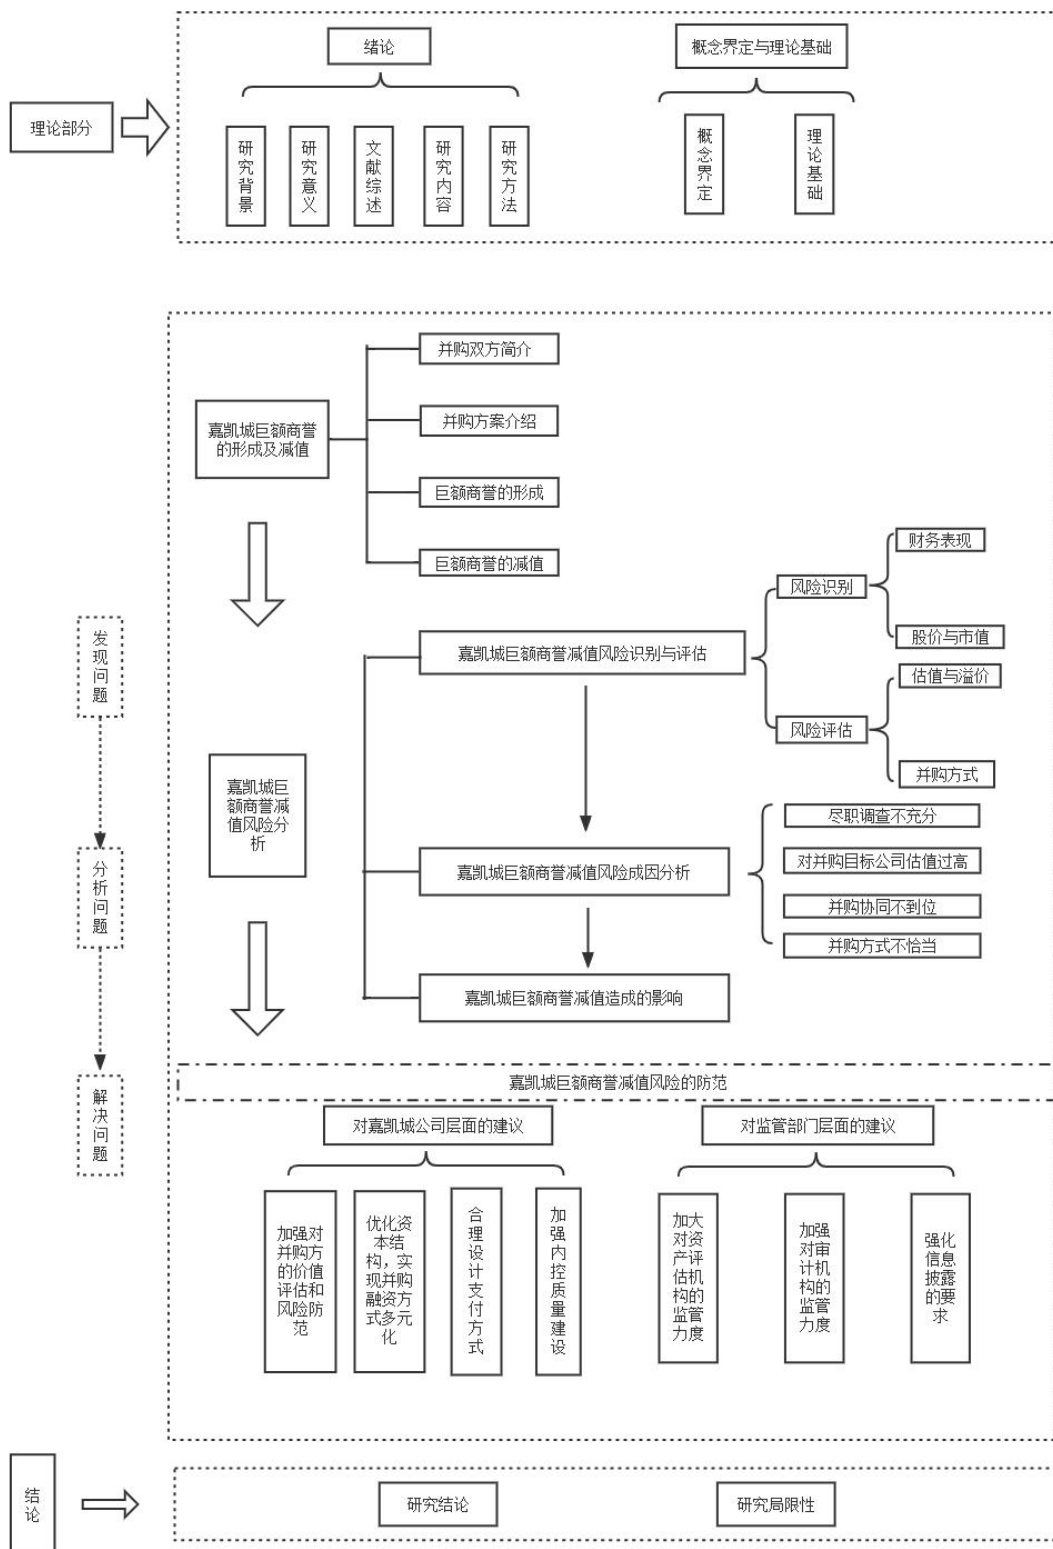 绪论
概念界定与理论基础
理论部分
研究背景
研究意义
文献综述
研究内容
研究方法
概念界定
理论基础
并购双方简介
嘉凯城巨额商誉
的形成及减值
并购方案介绍
巨额商誉的形成
巨额商誉的减值
财务表现
风险识别
股价与市值
嘉凯城巨额商誉减值风险识别与评估
估值与溢价
风险评估
并购方式
发现问题
嘉凯城巨
额商誉减
值风险分
析
尽职调查不充分
对并购目标公司估值过高
嘉凯城巨额商誉减值风险成因分析
并购协同不到位
并购方式不恰当
分析问题
嘉凯城巨额商誉减值造成的影响
嘉凯城巨额商誉减值风险的防范
解决问题
对嘉凯城公司层面的建议
对监管部门层面的建议
加强对
并购方
的价值
评估和
风险防
范
优化资
本结
构，实
现并购
融资方
式多元
化
合理设计支付方式
加强内控质量建设
加大
对资
产评
估机
构的
监管
力度
加强
对审
计机
构的
监管
力度
强化
信息
披露
的要
求
结论
研究结论
研究局限性